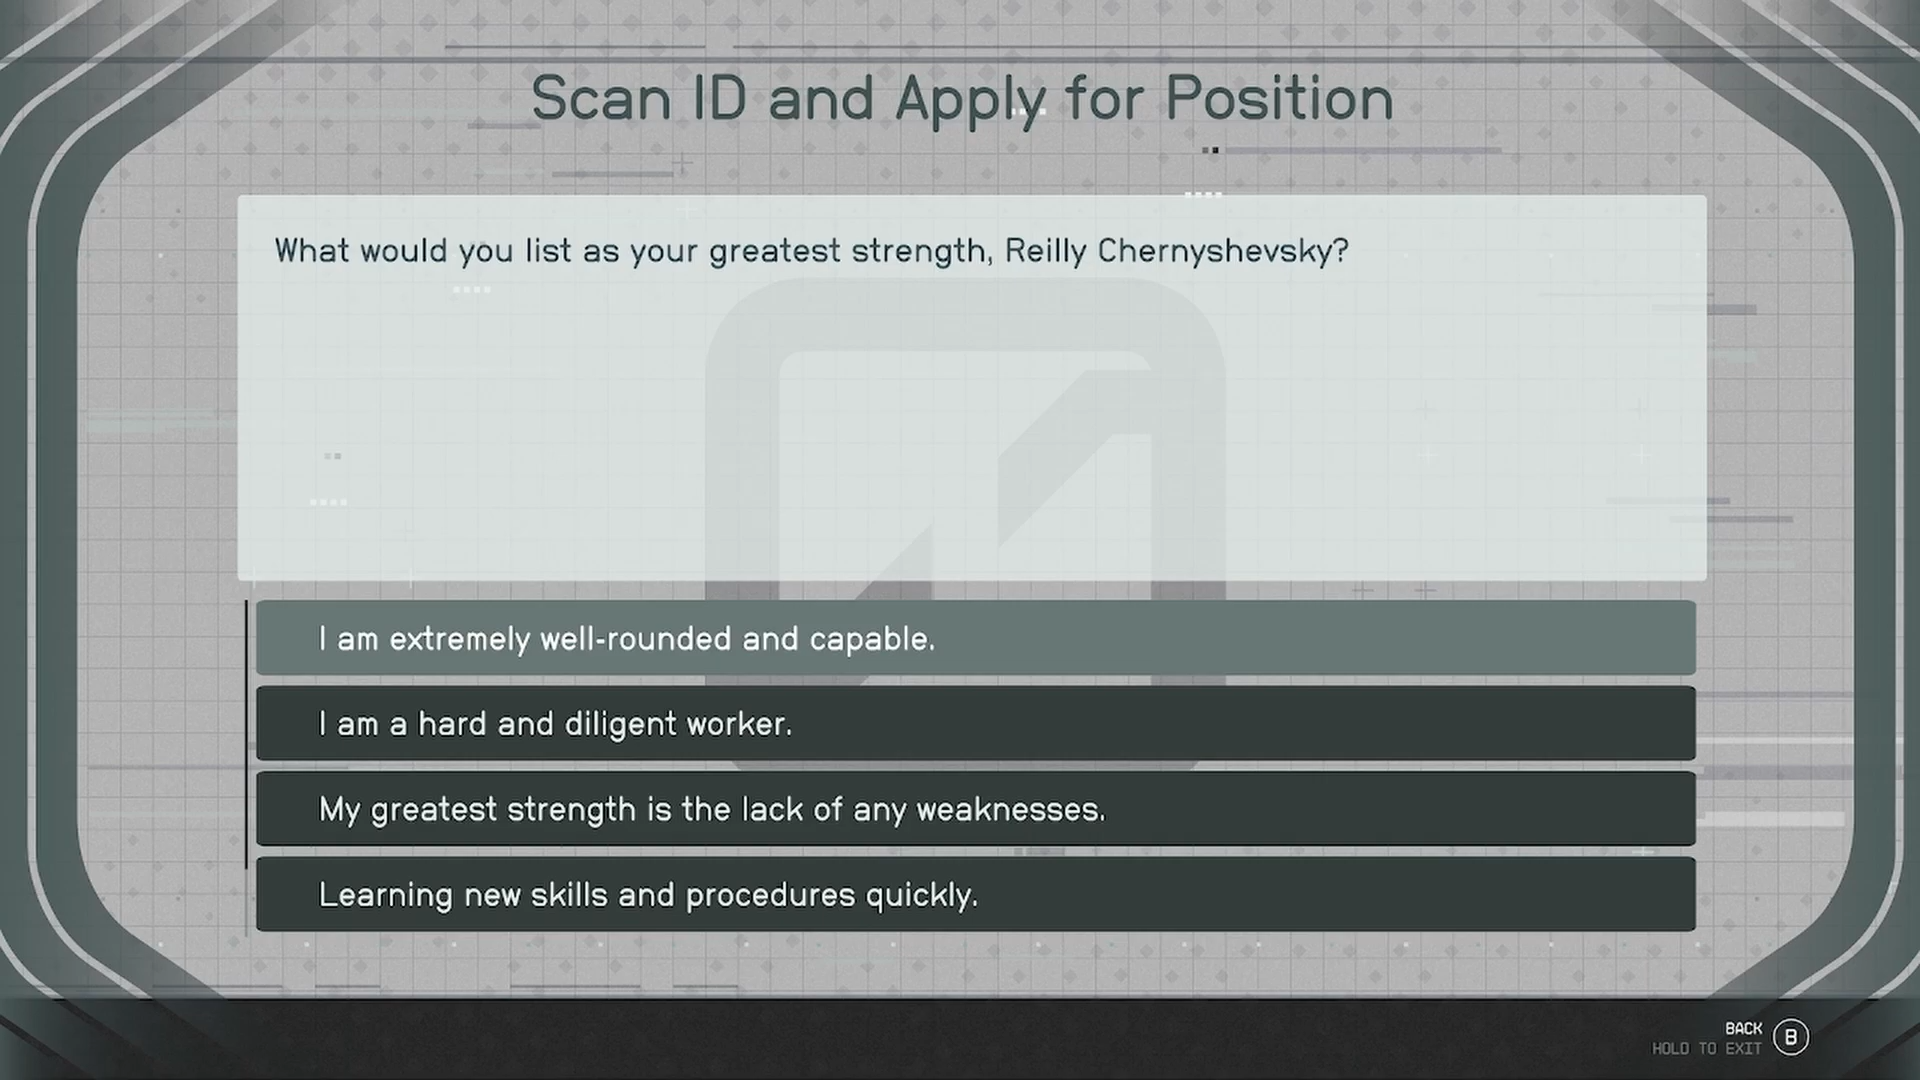 Scan ID and Apply for Position
What would you list as your greatest strength, Reilly Chernyshevsky?
I am extremely well-rounded and capable.
I am a hard and diligent worker.
My greatest strength is the lack of any weaknesses.
Learning new skills and procedures quickly.
BACK
HOLD TO EXIT
B